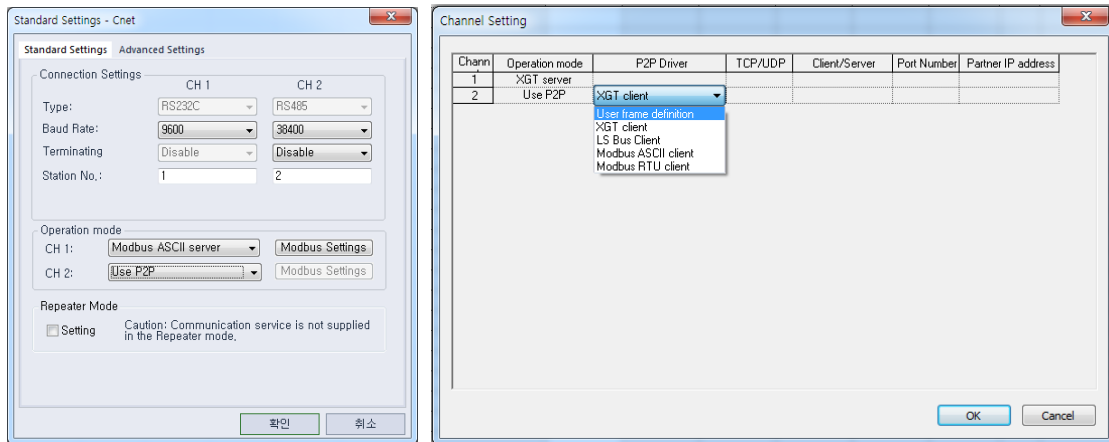 Standard Settings - Cnet
Standard Settings Advanced Settings
Connection Settings
CH 1 CH 2
Type: RS232C RS485
Baud Rate: 9600 38400
Terminating Disable Disable
Station No.: 1 2
Operation mode
CH 1: Modbus ASCII server Modbus Settings
CH 2: Use P2P Modbus Settings
Repeater Mode
Setting Caution: Communication service is not supplied
in the Repeater mode.
확인 취소
Channel Setting
Chann Operation mode P2P Driver TCP/UDP Client/Server Port Number Partner IP address
1 XGT server
2 Use P2P XGT client
User frame definition
XGT client
LS Bus Client
Modbus ASCII client
Modbus RTU client
OK Cancel